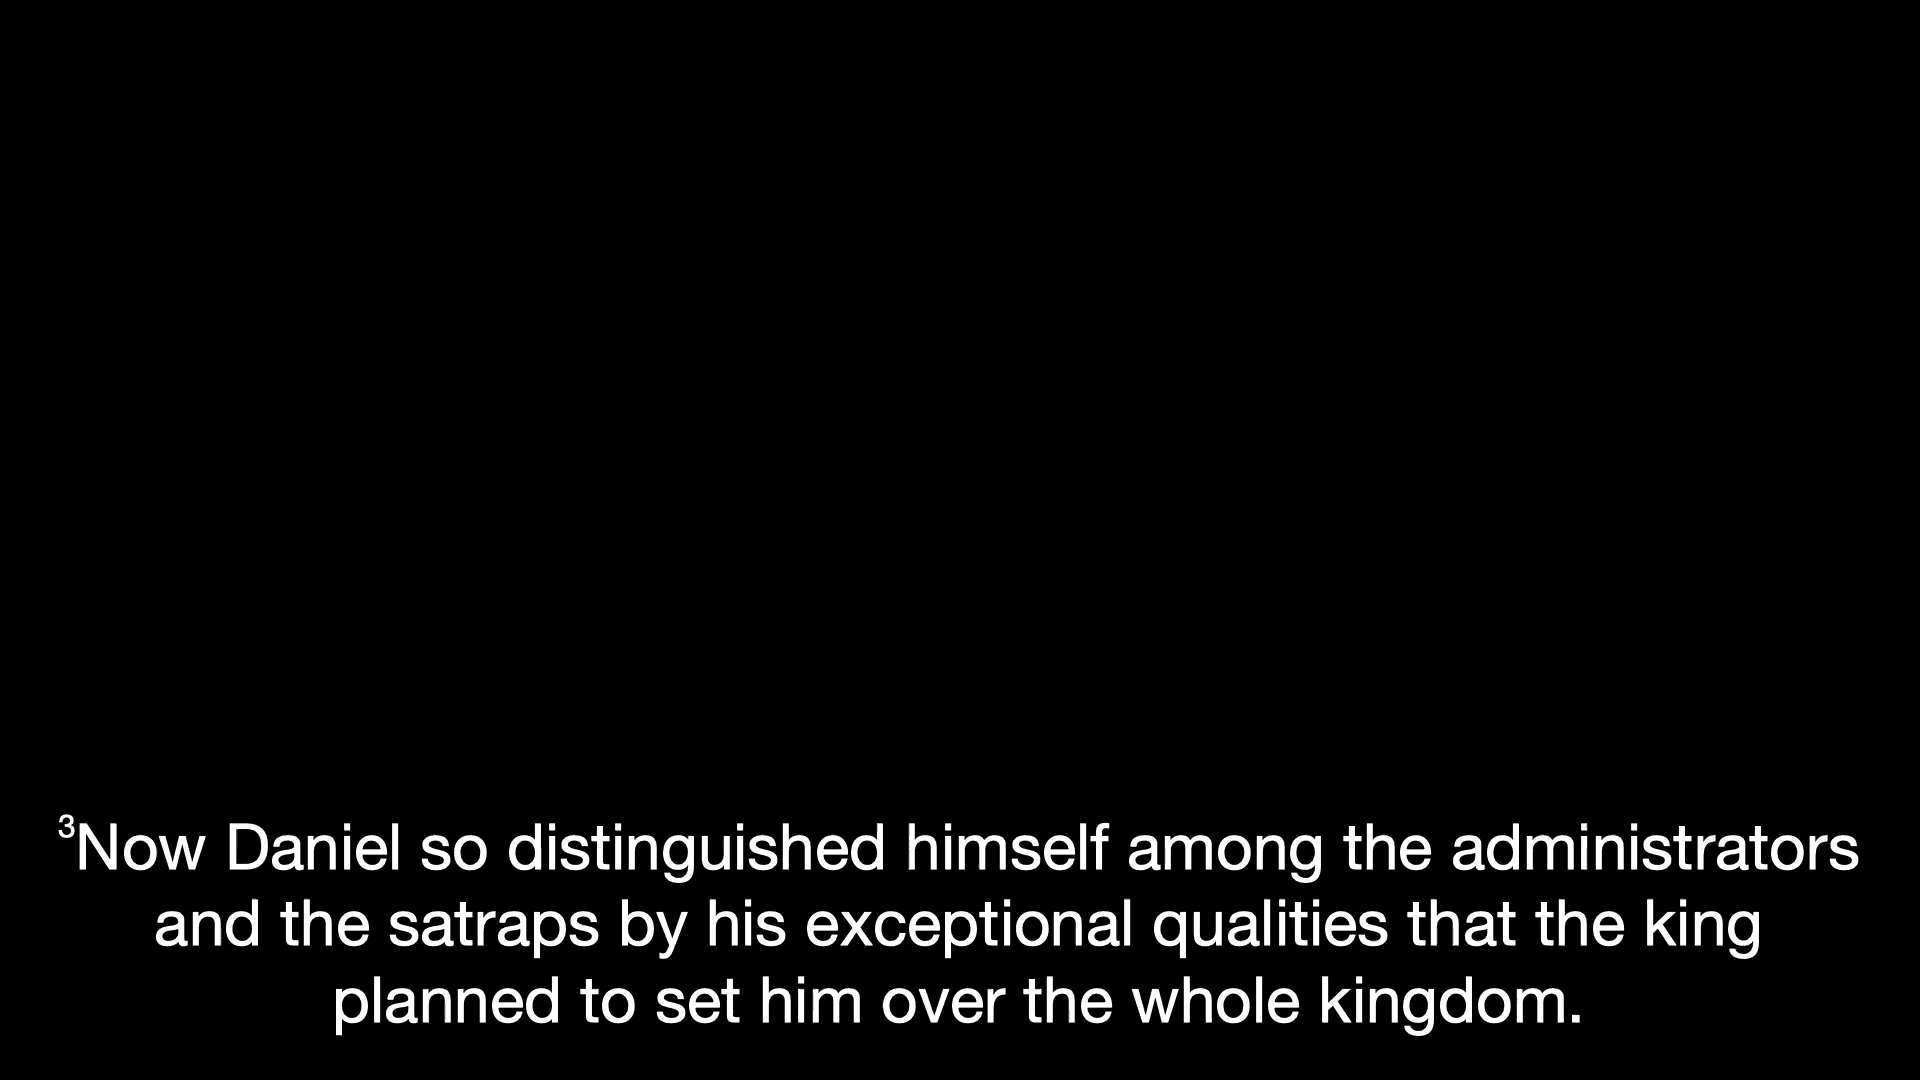 ³Now Daniel so distinguished himself among the administrators
and the satraps by his exceptional qualities that the king
planned to set him over the whole kingdom.